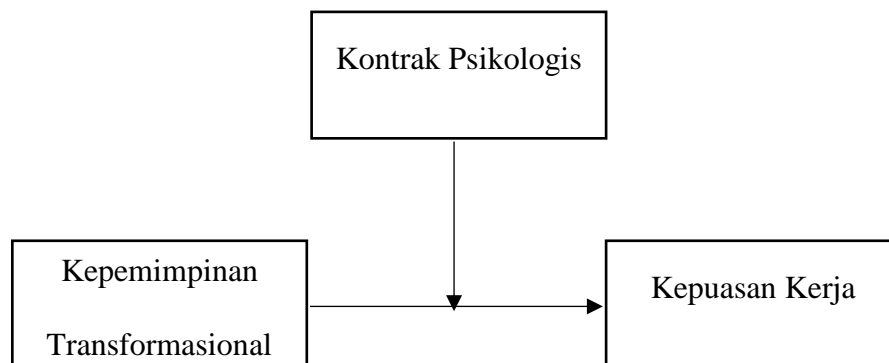 Kontrak Psikologis
Kepemimpinan
Transformasional
Kepuasan Kerja